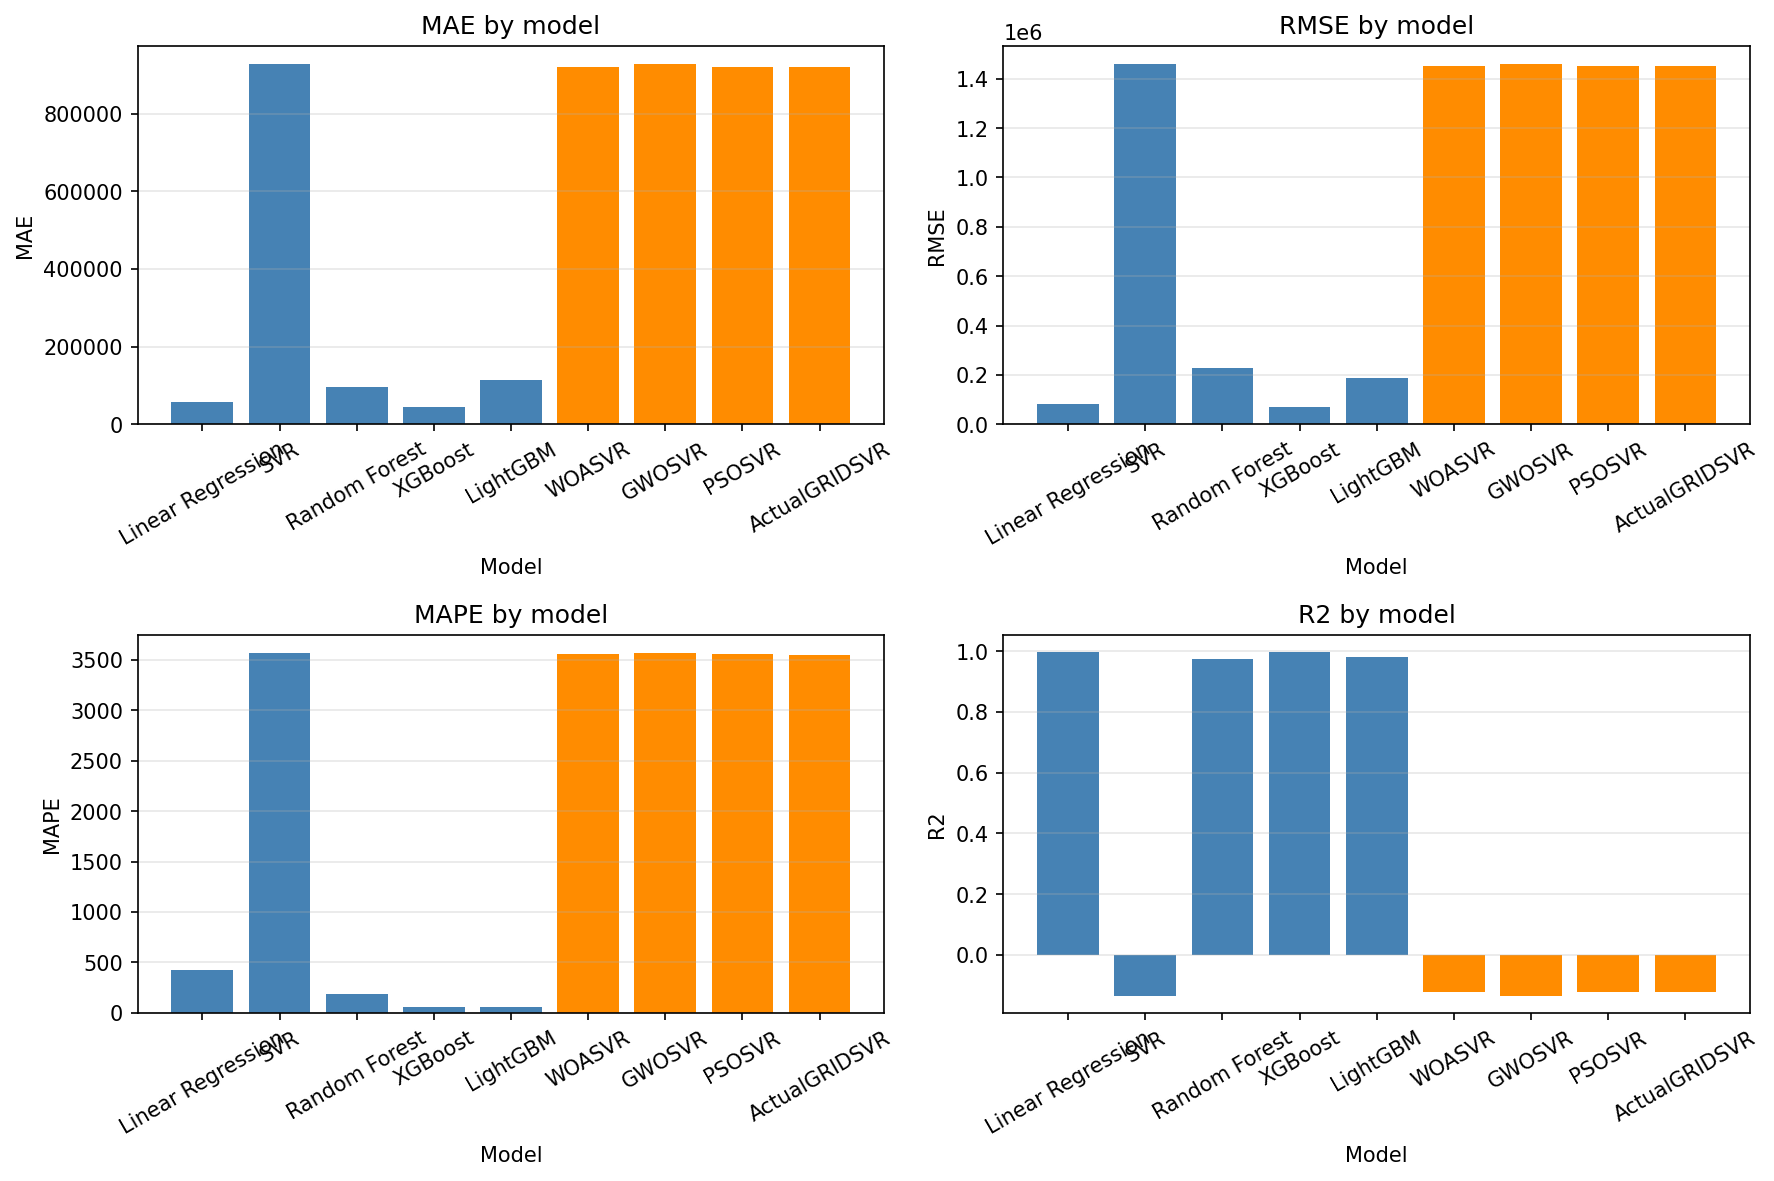 MAE by model
MAE
800000
600000
400000
200000
0
Linear Regression
SVR
Random Forest
XGBoost
LightGBM
WOASVR
GWOSVR
PSOSVR
ActualGRIDSVR
Model
RMSE by model
1e6
RMSE
1.4
1.2
1.0
0.8
0.6
0.4
0.2
0.0
Linear Regression
SVR
Random Forest
XGBoost
LightGBM
WOASVR
GWOSVR
PSOSVR
ActualGRIDSVR
Model
MAPE by model
MAPE
3500
3000
2500
2000
1500
1000
500
0
Linear Regression
SVR
Random Forest
XGBoost
LightGBM
WOASVR
GWOSVR
PSOSVR
ActualGRIDSVR
Model
R2 by model
R2
1.0
0.8
0.6
0.4
0.2
0.0
Linear Regression
SVR
Random Forest
XGBoost
LightGBM
WOASVR
GWOSVR
PSOSVR
ActualGRIDSVR
Model